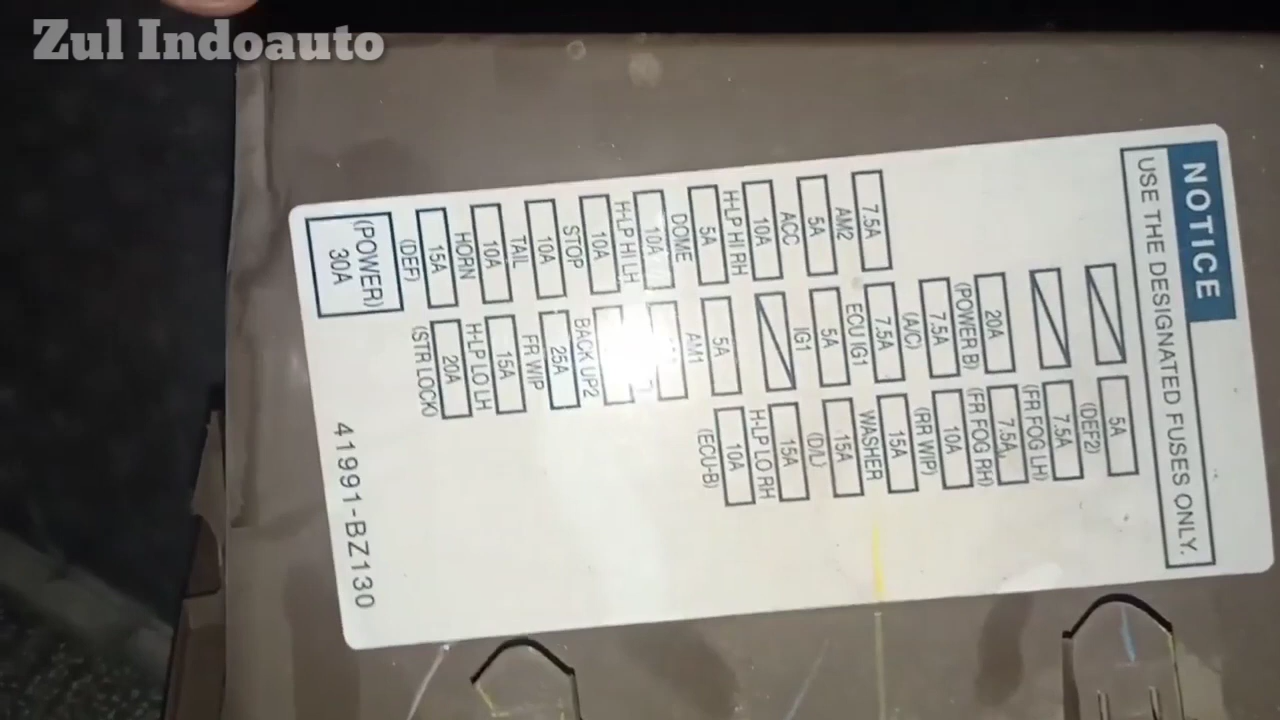 Zul Indoauto
NOTICE
USE THE DESIGNATED FUSES ONLY.
5A
(DEF2)
7.5A
(FR FOG LH)
20A 7.5A
(POWER B) (FR FOG RH)
7.5A 10A
(A/C) (RR WIP)
7.5A 7.5A 15A
AM2 ECU IG1 WASHER
5A 5A 15A
ACC IG1 (D/L)
10A 15A
H-LP HI RH H-LP LO RH
5A 5A 10A
DOME AM1 (ECU-B)
10A
H-LP HI LH
10A
STOP BACK UP2
10A 25A
TAIL FR WIP
10A 15A
HORN H-LP LO LH
15A 20A
(DEF) (STR LOCK)
(POWER)
30A
41991-BZ130